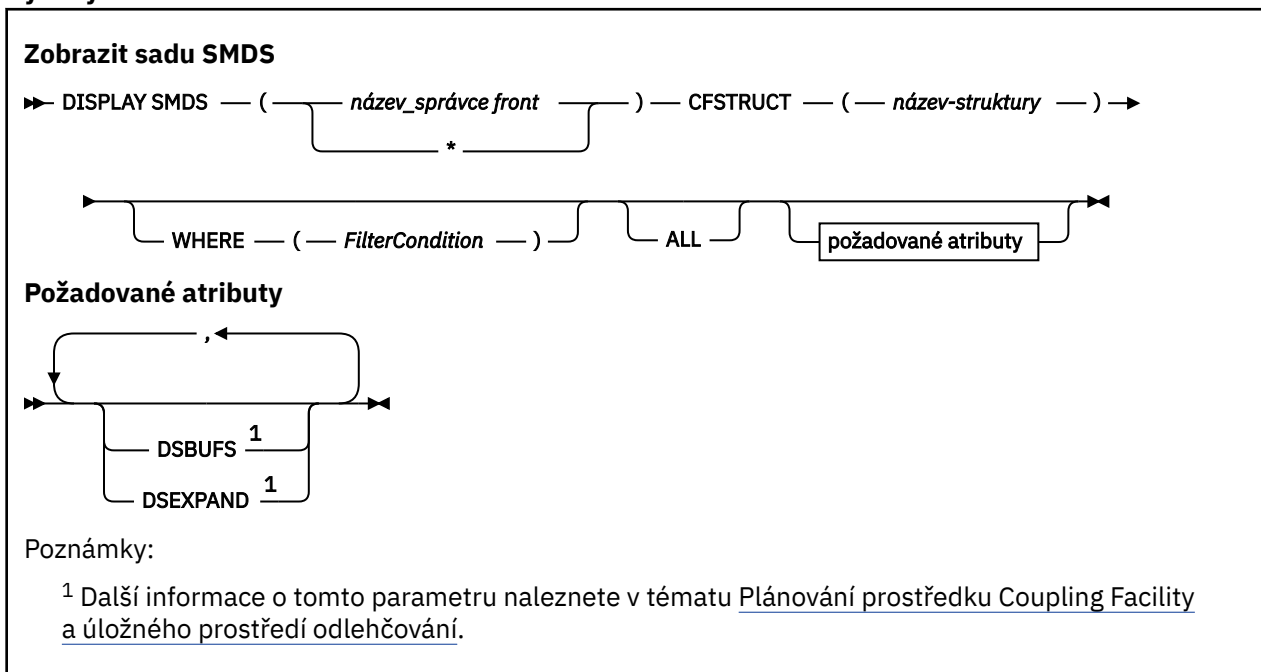 Zobrazit sadu SMDS
DISPLAY SMDS — ( — název_správce front — ) — CFSTRUCT — ( — název-struktury — )
*
WHERE — ( — FilterCondition — ) ALL požadované atributy
Požadované atributy
,
DSBUFS 1
DSEXPAND 1
Poznámky:
1 Další informace o tomto parametru naleznete v tématu Plánování prostředku Coupling Facility
a úložného prostředí odlehčování.